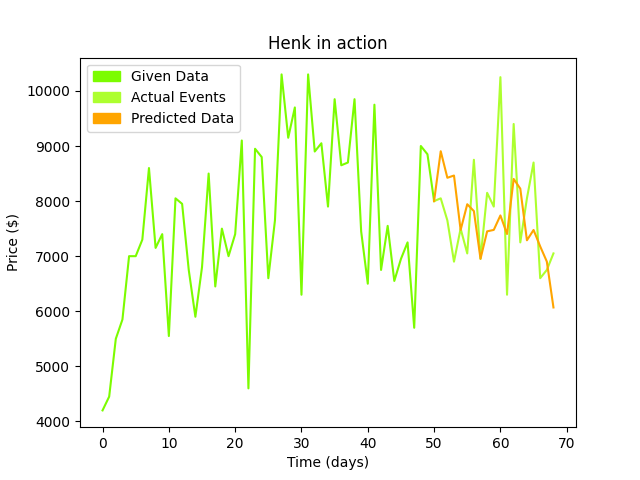 Henk in action
Given Data
Actual Events
Predicted Data
Price ($)
10000
9000
8000
7000
6000
5000
4000
0 10 20 30 40 50 60 70
Time (days)